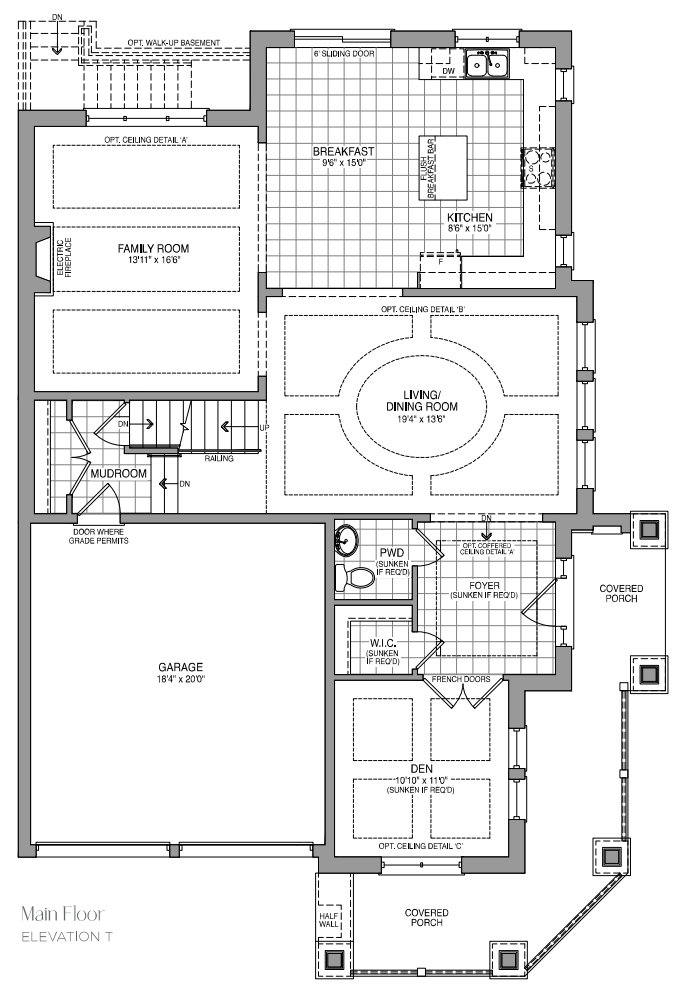 DN
OPT. WALK-UP BASEMENT
6' SLIDING DOOR
DW
OPT. CEILING DETAIL 'A'
BREAKFAST
9'6" x 15'0"
FLUSH
BREAKFAST BAR
S
KITCHEN
8'6" x 15'0"
FAMILY ROOM
13'11" x 16'6"
ELECTRIC
FIREPLACE
F
OPT. CEILING DETAIL 'B'
LIVING/
DINING ROOM
19'4" x 13'6"
DN
UP
RAILING
MUDROOM
DN
DOOR WHERE
GRADE PERMITS
DN
OPT. COFFERED
CEILING DETAIL 'A'
PWD
(SUNKEN
IF REQ'D)
FOYER
(SUNKEN IF REQ'D)
COVERED
PORCH
W.I.C.
(SUNKEN
IF REQ'D)
GARAGE
18'4" x 20'0"
FRENCH DOORS
DEN
10'10" x 11'0"
(SUNKEN IF REQ'D)
OPT. CEILING DETAIL 'C'
HALF
WALL
COVERED
PORCH
Main Floor
ELEVATION T